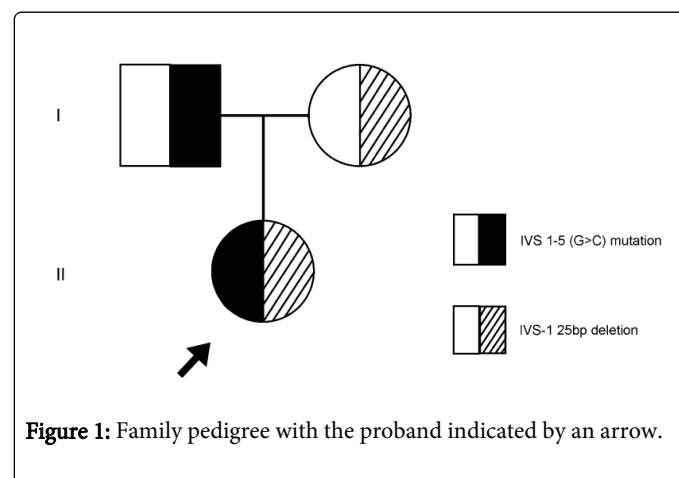 I
IVS 1-5 (G>C) mutation
II
IVS-1 25bp deletion
Figure 1: Family pedigree with the proband indicated by an arrow.